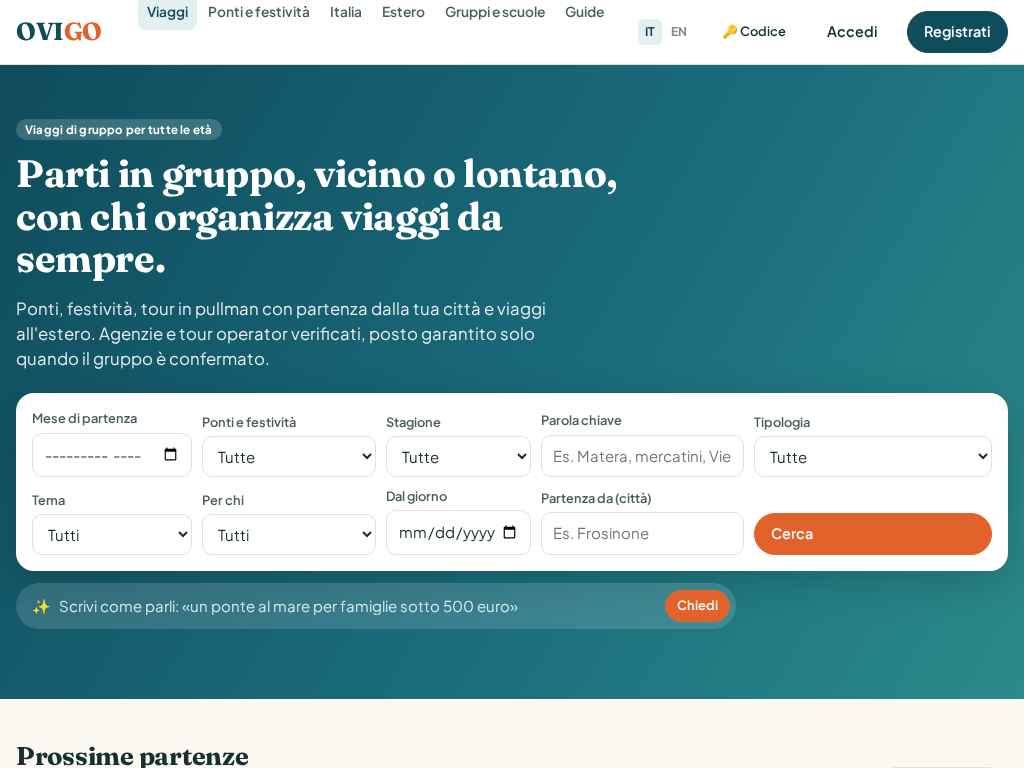 OVIGO
Viaggi
Ponti e festività
Italia
Estero
Gruppi e scuole
Guide
IT
EN
🔑 Codice
Accedi
Registrati
Viaggi di gruppo per tutte le età
Parti in gruppo, vicino o lontano,
con chi organizza viaggi da
sempre.
Ponti, festività, tour in pullman con partenza dalla tua città e viaggi
all'estero. Agenzie e tour operator verificati, posto garantito solo
quando il gruppo è confermato.
Mese di partenza
--------- ----
Ponti e festività
Tutte
Stagione
Tutte
Parola chiave
Es. Matera, mercatini, Vie
Tipologia
Tutte
Tema
Tutti
Per chi
Tutti
Dal giorno
mm/dd/yyyy
Partenza da (città)
Es. Frosinone
Cerca
✨ Scrivi come parli: «un ponte al mare per famiglie sotto 500 euro»
Chiedi
Prossime partenze